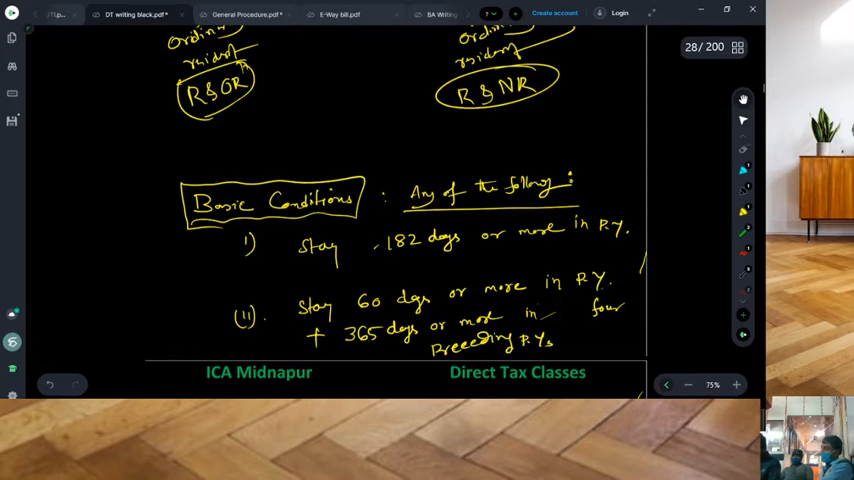 DT writing black.pdf*
General Procedure.pdf*
E-Way bill.pdf
BA Writing
7
Create account
Login
28 / 200
ordinary
ordinary
resident
resident
R & OR
R & NR
Basic Conditions : Any of the following:
i) Stay 182 days or more in P.Y.
(ii). Stay 60 days or more in P.Y.
+ 365 days or more in four
Preceeding P.Ys
ICA Midnapur
Direct Tax Classes
75%